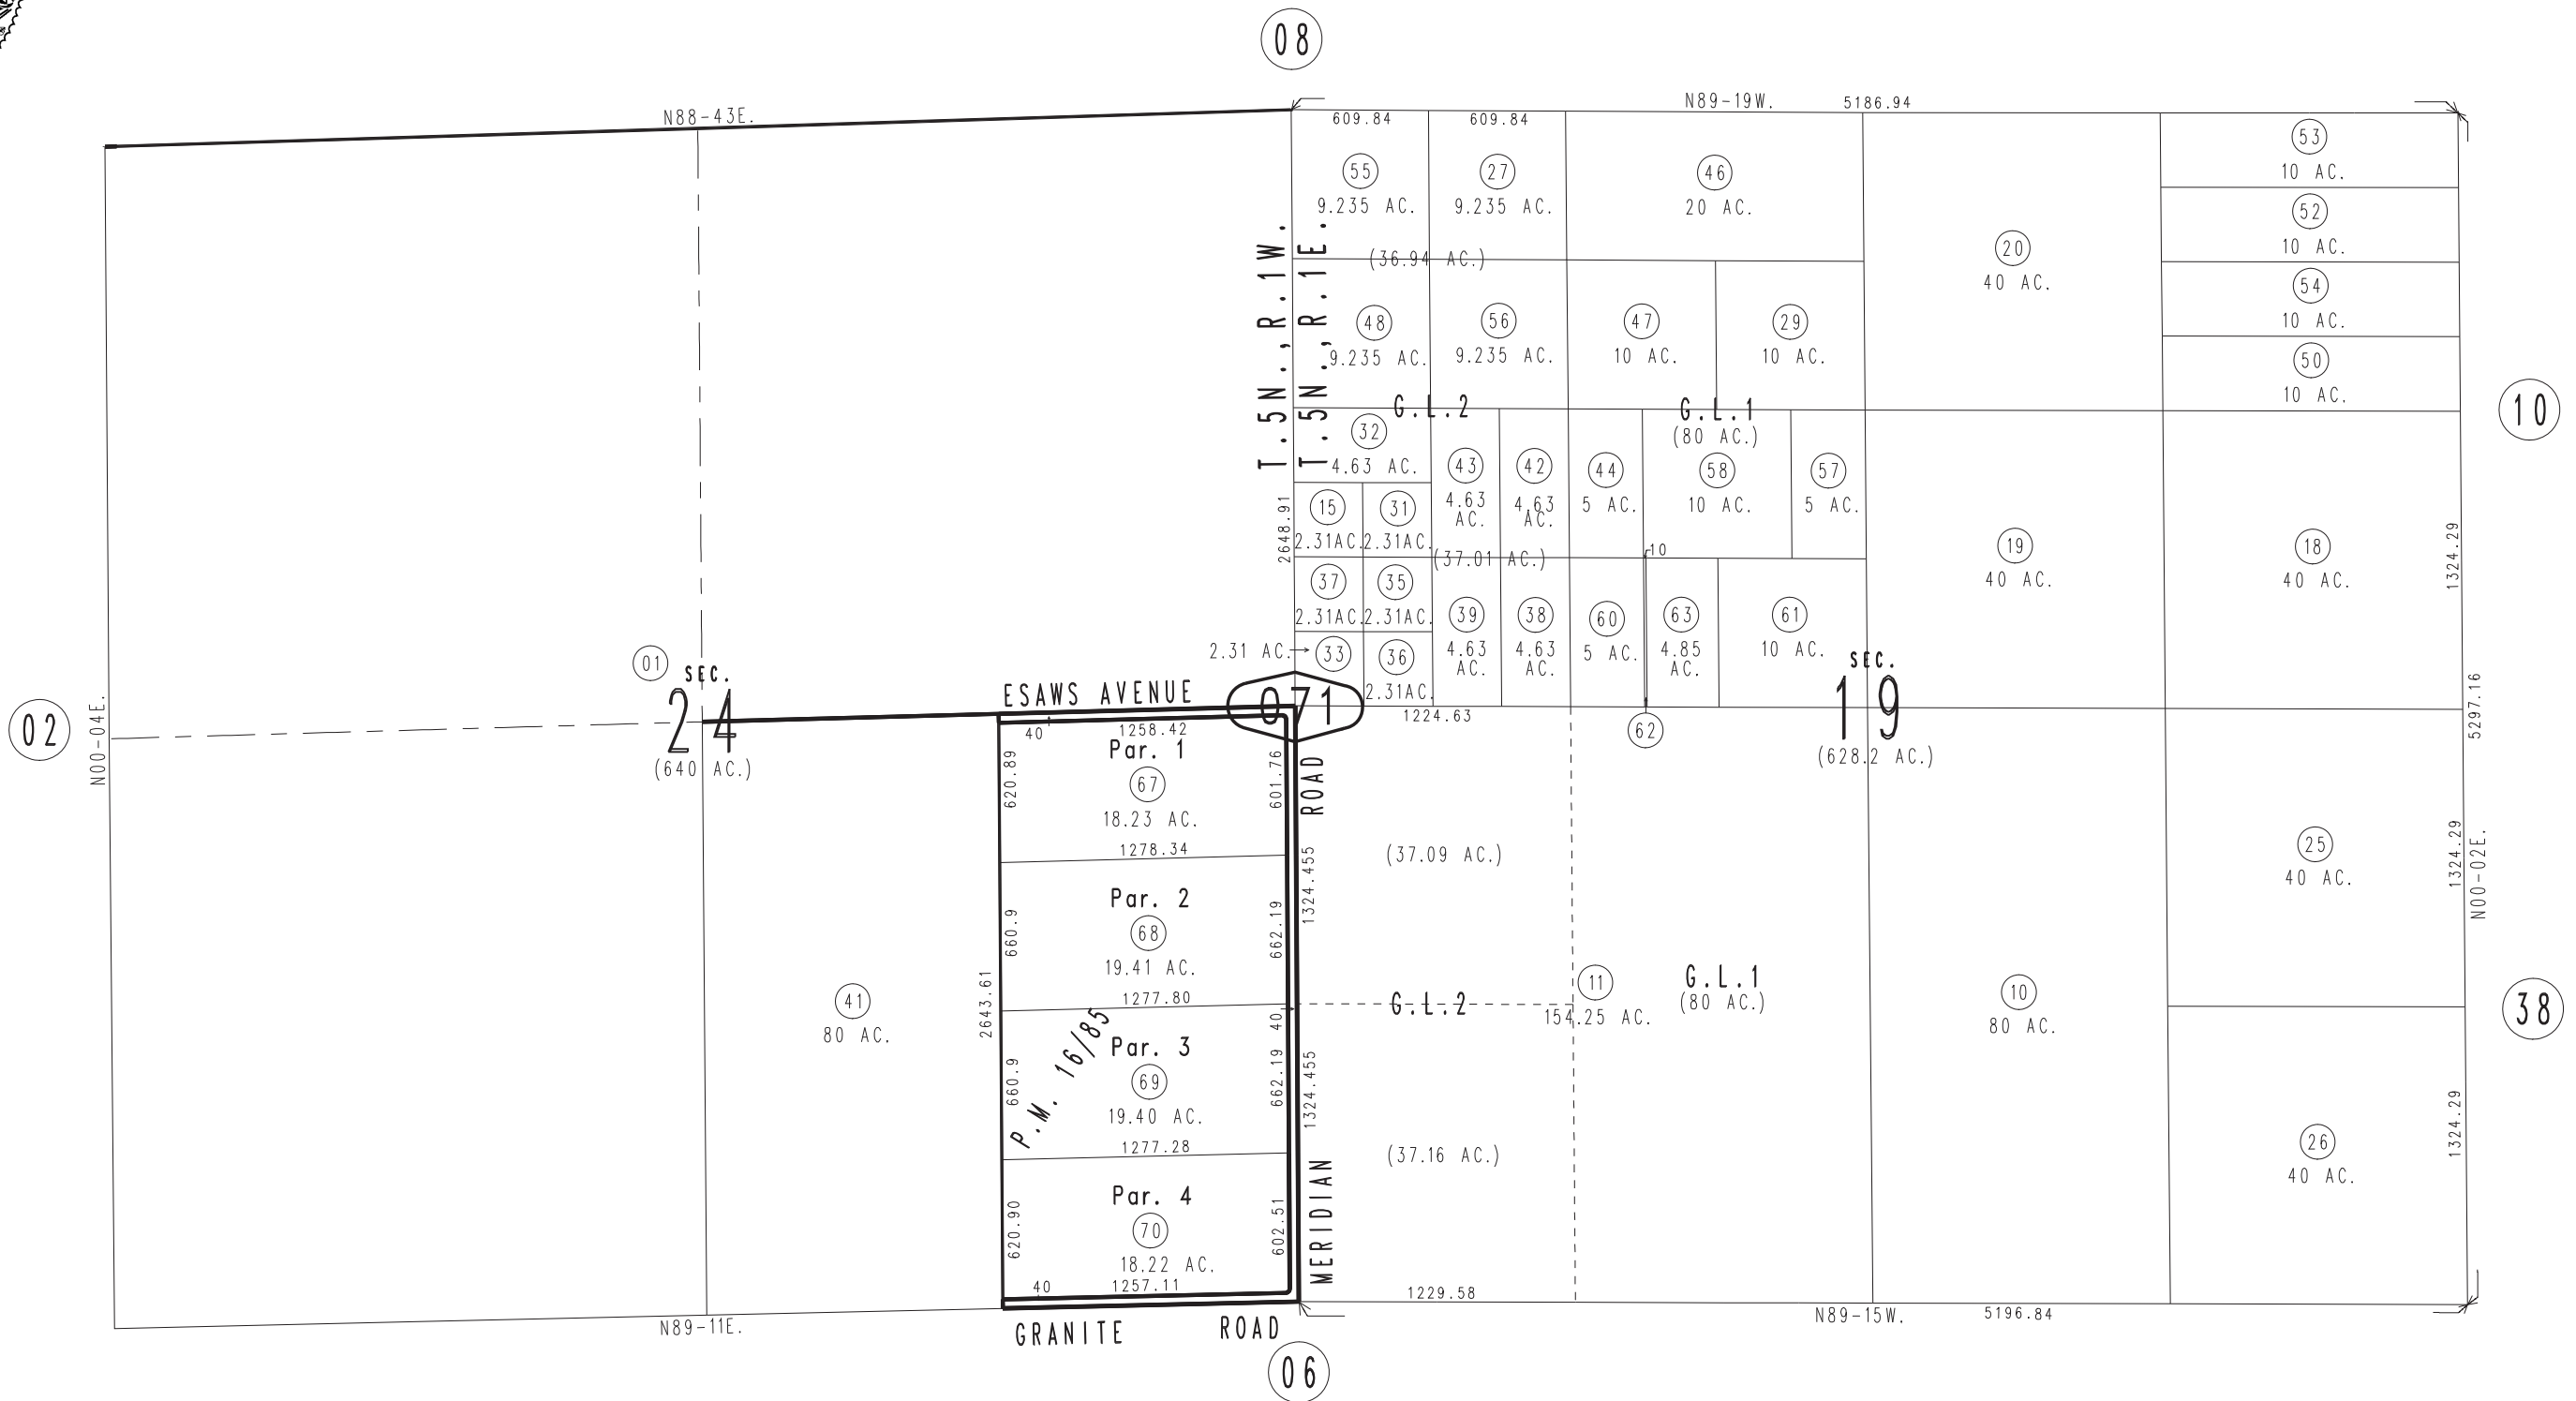 08
N88-43E.
N89-19W. 5186.94
609.84
609.84
55
9.235 AC.
27
9.235 AC.
46
20 AC.
20
40 AC.
53
10 AC.
52
10 AC.
54
10 AC.
50
10 AC.
(36.94 AC.)
T.5N.,R.1W.
T.5N.,R.1E.
48
9.235 AC.
56
9.235 AC.
47
10 AC.
29
10 AC.
G.L.2
G.L.1
(80 AC.)
10
32
4.63 AC.
43
4.63
AC.
42
4.63
AC.
44
5 AC.
58
10 AC.
57
5 AC.
15
2.31AC.
31
2.31AC.
2648.91
(37.01 AC.)
10
19
40 AC.
18
40 AC.
1324.29
37
2.31AC.
35
2.31AC.
39
4.63
AC.
38
4.63
AC.
60
5 AC.
63
4.85
AC.
61
10 AC.
2.31 AC.
33
36
2.31AC.
01
SEC.
24
(640 AC.)
02
N00-04E.
ESAWS AVENUE
071
1224.63
62
SEC.
19
(628.2 AC.)
5297.16
40
1258.42
Par. 1
67
18.23 AC.
620.89
601.76
ROAD
1278.34
1324.455
(37.09 AC.)
25
40 AC.
1324.29
N00-02E.
Par. 2
68
19.41 AC.
660.9
662.19
1277.80
2643.61
41
80 AC.
G.L.2
11
154.25 AC.
G.L.1
(80 AC.)
10
80 AC.
38
40
P.M. 16/85
Par. 3
69
19.40 AC.
660.9
662.19
1277.28
1324.455
(37.16 AC.)
26
40 AC.
1324.29
Par. 4
70
18.22 AC.
620.90
602.51
MERIDIAN
40
1257.11
1229.58
N89-11E.
GRANITE ROAD
N89-15W. 5196.84
06